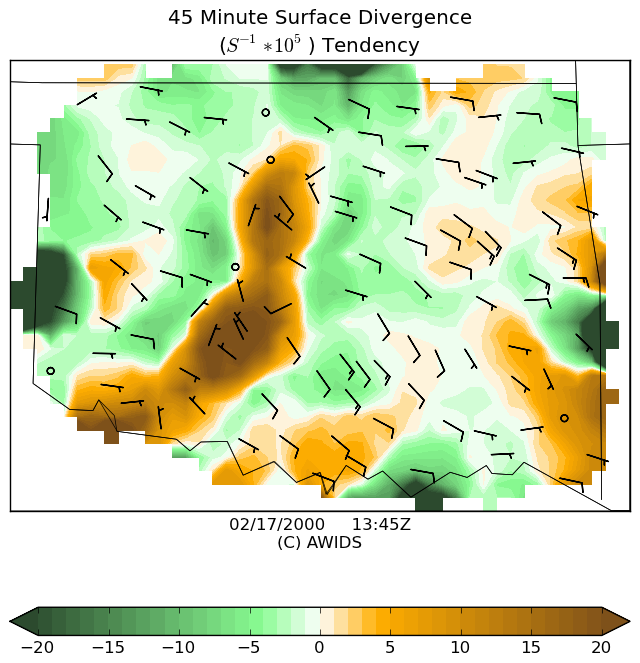 45 Minute Surface Divergence
(S⁻¹ *10⁵ ) Tendency
02/17/2000 13:45Z
(C) AWIDS
−20 −15 −10 −5 0 5 10 15 20